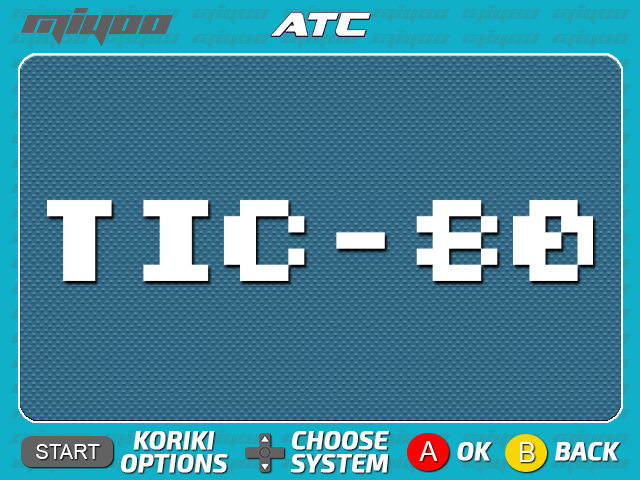 miyoo
ATC
TIC-80
START
KORIKI
OPTIONS
CHOOSE
SYSTEM
A
OK
B
BACK